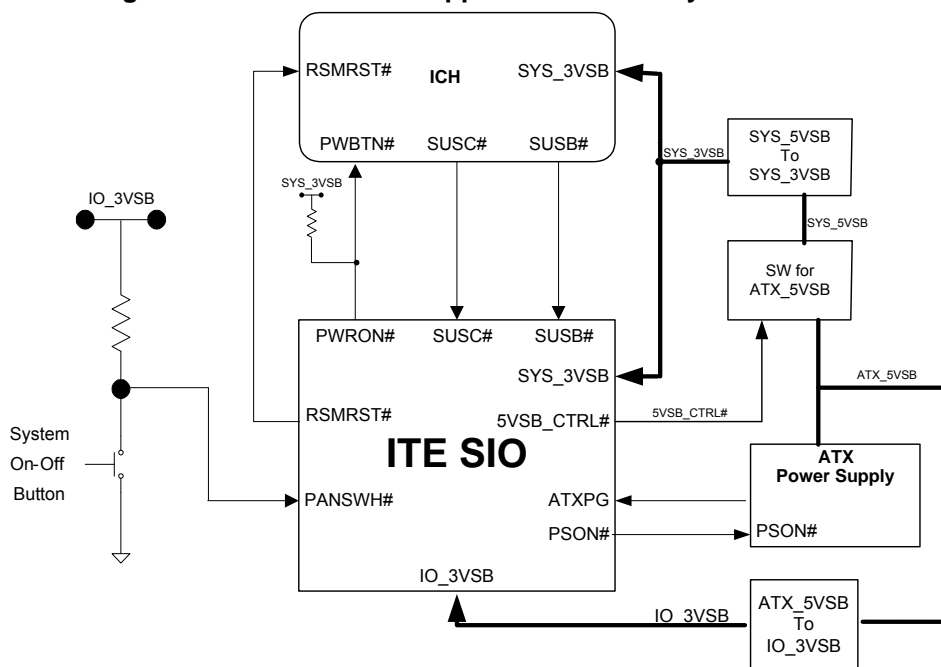 RSMRST#
ICH
SYS_3VSB
PWBTN#
SUSC#
SUSB#
SYS_3VSB
SYS_5VSB
To
SYS_3VSB
SYS_3VSB
IO_3VSB
SYS_5VSB
SW for
ATX_5VSB
PWRON#
SUSC#
SUSB#
SYS_3VSB
ATX_5VSB
RSMRST#
5VSB_CTRL#
5VSB_CTRL#
System
On-Off
Button
ITE SIO
ATX
Power Supply
PANSWH#
ATXPG
PSON#
PSON#
IO_3VSB
IO_3VSB
ATX_5VSB
To
IO_3VSB